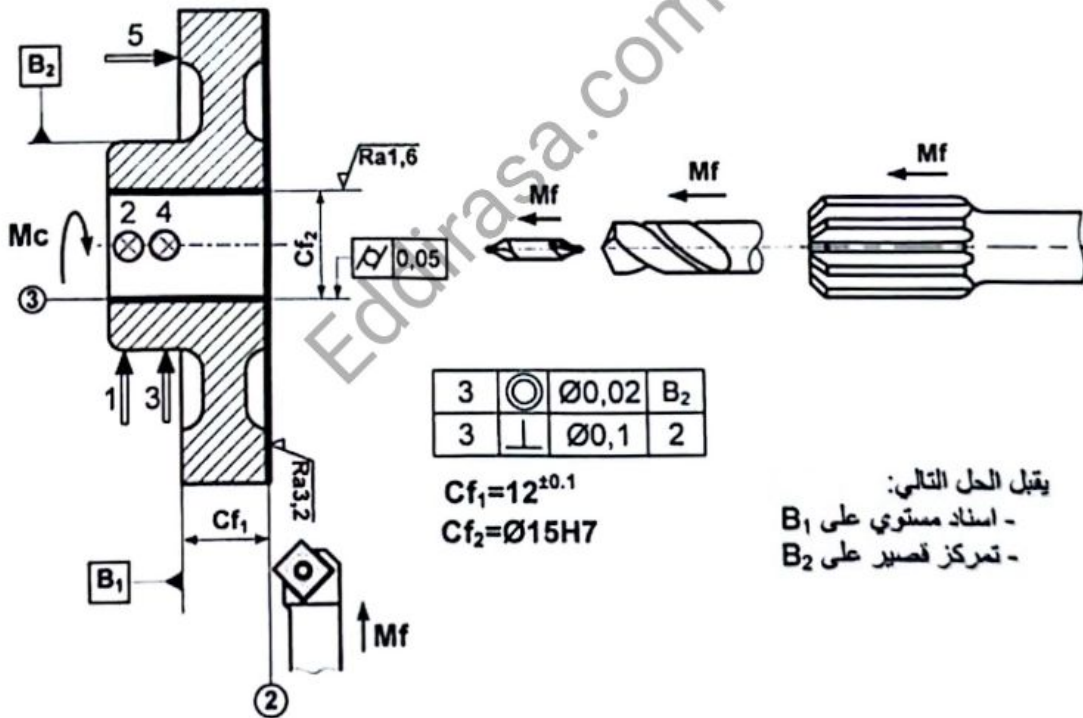 5
B₂
Ra1,6
Mf
Mf
Mf
2 4
Mc
Cf₂
0,05
3
1 3
3 Ø0,02 B₂
3 ⊥ Ø0,1 2
Ra3,2
Cf₁=12±0.1
Cf₂=Ø15H7
Cf₁
يقبل الحل التالي:
- اسناد مستوي على B₁
- تمركز قصير على B₂
B₁
Mf
2
Eddirasa.com